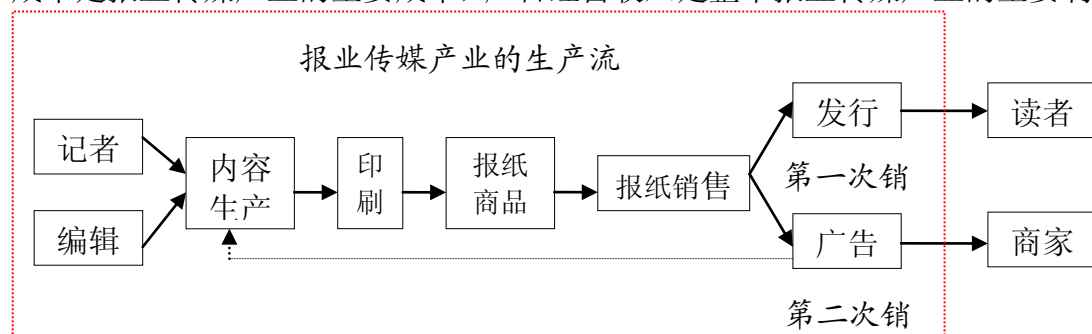 报业传媒产业的生产流
发行
读者
记者
内容
生产
印
刷
报纸
商品
报纸销售
第一次销
编辑
广告
商家
第二次销